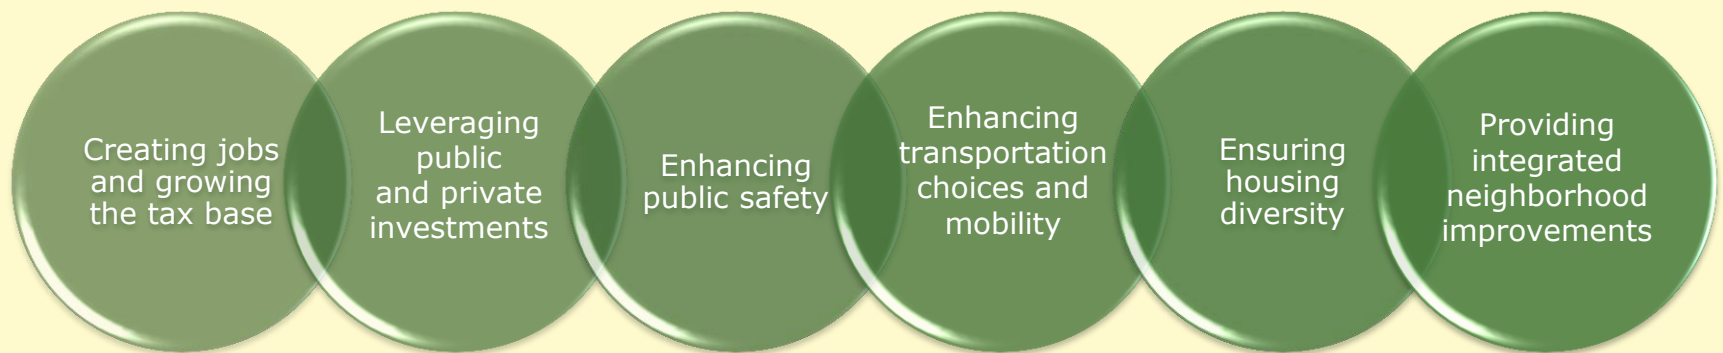 Creating jobs
and growing
the tax base
Leveraging
public
and private
investments
Enhancing
public safety
Enhancing
transportation
choices and
mobility
Ensuring
housing
diversity
Providing
integrated
neighborhood
improvements